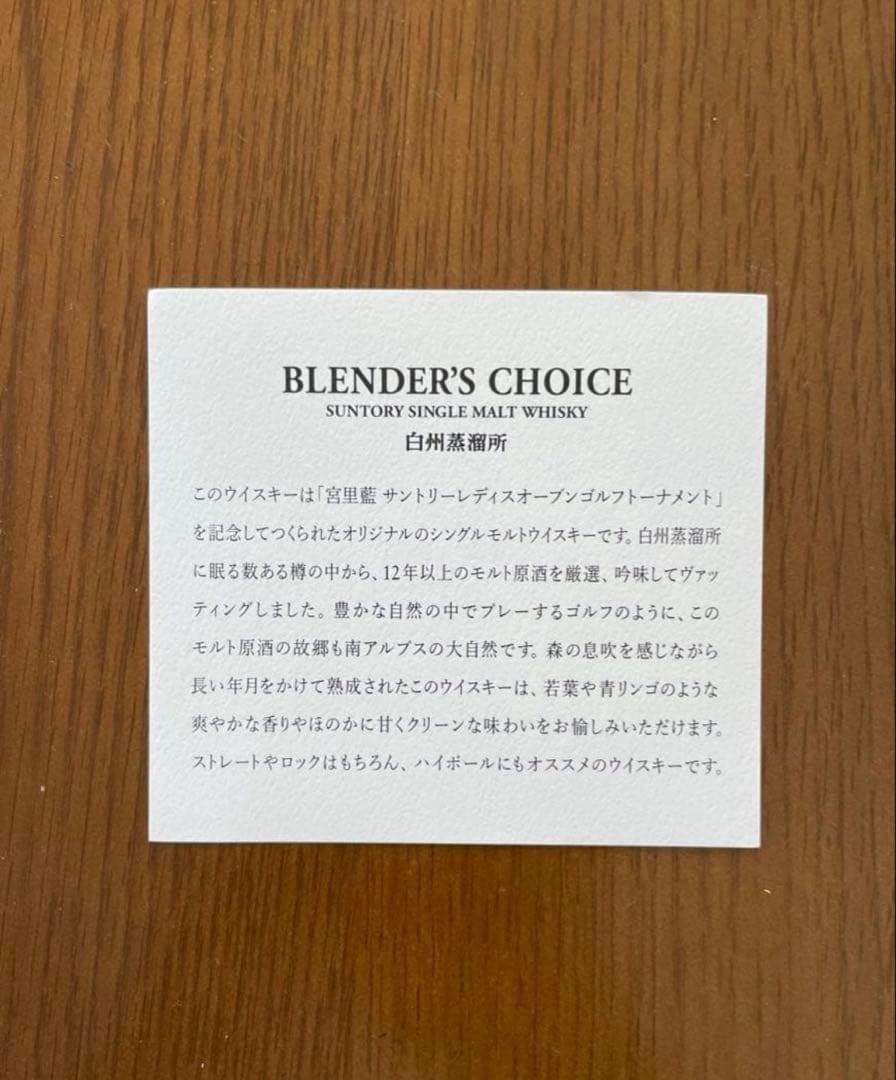 BLENDER'S CHOICE
SUNTORY SINGLE MALT WHISKY
白州蒸溜所
このウイスキーは「宮里藍 サントリーレディスオープンゴルフトーナメント」
を記念してつくられたオリジナルのシングルモルトウイスキーです。白州蒸溜所
に眠る数ある樽の中から、12年以上のモルト原酒を厳選、吟味してヴァッ
ティングしました。豊かな自然の中でプレーするゴルフのように、この
モルト原酒の故郷も南アルプスの大自然です。森の息吹を感じながら
長い年月をかけて熟成されたこのウイスキーは、若葉や青リンゴのような
爽やかな香りやほのかに甘くクリーンな味わいをお愉しみいただけます。
ストレートやロックはもちろん、ハイボールにもオススメのウイスキーです。